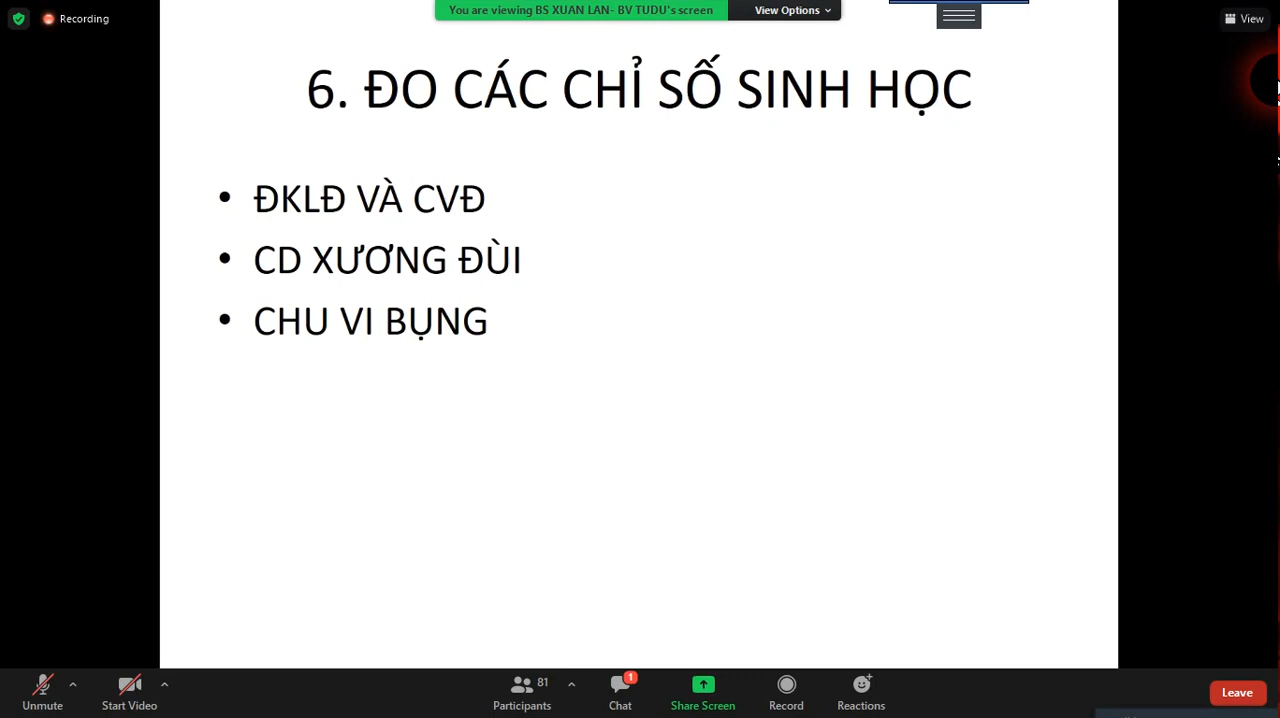 Recording
You are viewing BS XUAN LAN- BV TUDU's screen
View Options
View
6. ĐO CÁC CHỈ SỐ SINH HỌC
• ĐKLĐ VÀ CVĐ
• CD XƯƠNG ĐÙI
• CHU VI BỤNG
Unmute
Start Video
81
Participants
1
Chat
Share Screen
Record
Reactions
Leave